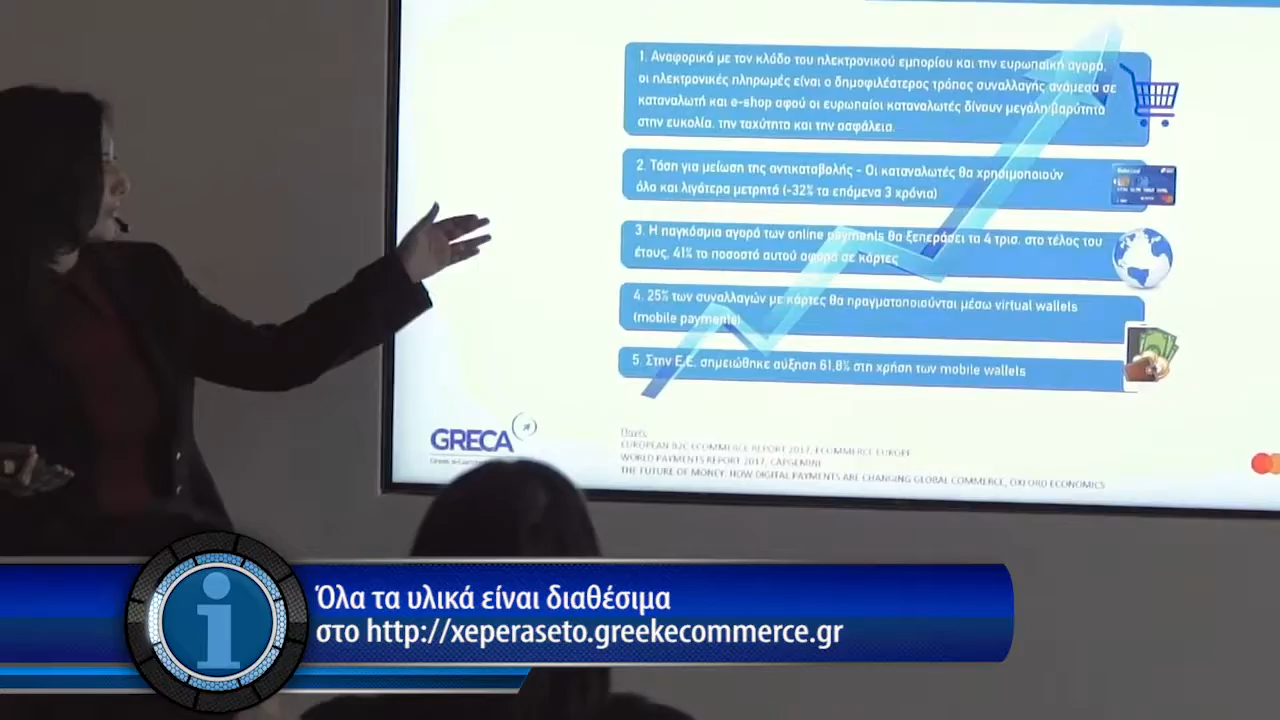 1. Αναφορικά με τον κλάδο του ηλεκτρονικού εμπορίου και την ευρωπαϊκή αγορά,
οι ηλεκτρονικές πληρωμές είναι ο δημοφιλέστερος τρόπος συναλλαγής ανάμεσα σε
καταναλωτή και e-shop αφού οι ευρωπαίοι καταναλωτές δίνουν μεγάλη βαρύτητα
στην ευκολία, την ταχύτητα και την ασφάλεια.
2. Τάση για μείωση της αντικαταβολής - Οι καταναλωτές θα χρησιμοποιούν
όλο και λιγότερα μετρητά (-32% τα επόμενα 3 χρόνια)
3. Η παγκόσμια αγορά των online payments θα ξεπεράσει τα 4 τρισ. στο τέλος του
έτους, 41% το ποσοστό αυτού αφορά σε κάρτες
4. 25% των συναλλαγών με κάρτες θα πραγματοποιούνται μέσω virtual wallets
(mobile payments)
5. Στην Ε.Ε. σημειώθηκε αύξηση 61,8% στη χρήση των mobile wallets
GRECA
Πηγές:
EUROPEAN B2C ECOMMERCE REPORT 2017, ECOMMERCE EUROPE
WORLD PAYMENTS REPORT 2017, CAPGEMINI
THE FUTURE OF MONEY: HOW DIGITAL PAYMENTS ARE CHANGING GLOBAL COMMERCE, OXFORD ECONOMICS
Όλα τα υλικά είναι διαθέσιμα
στο http://xeperaseto.greekecommerce.gr